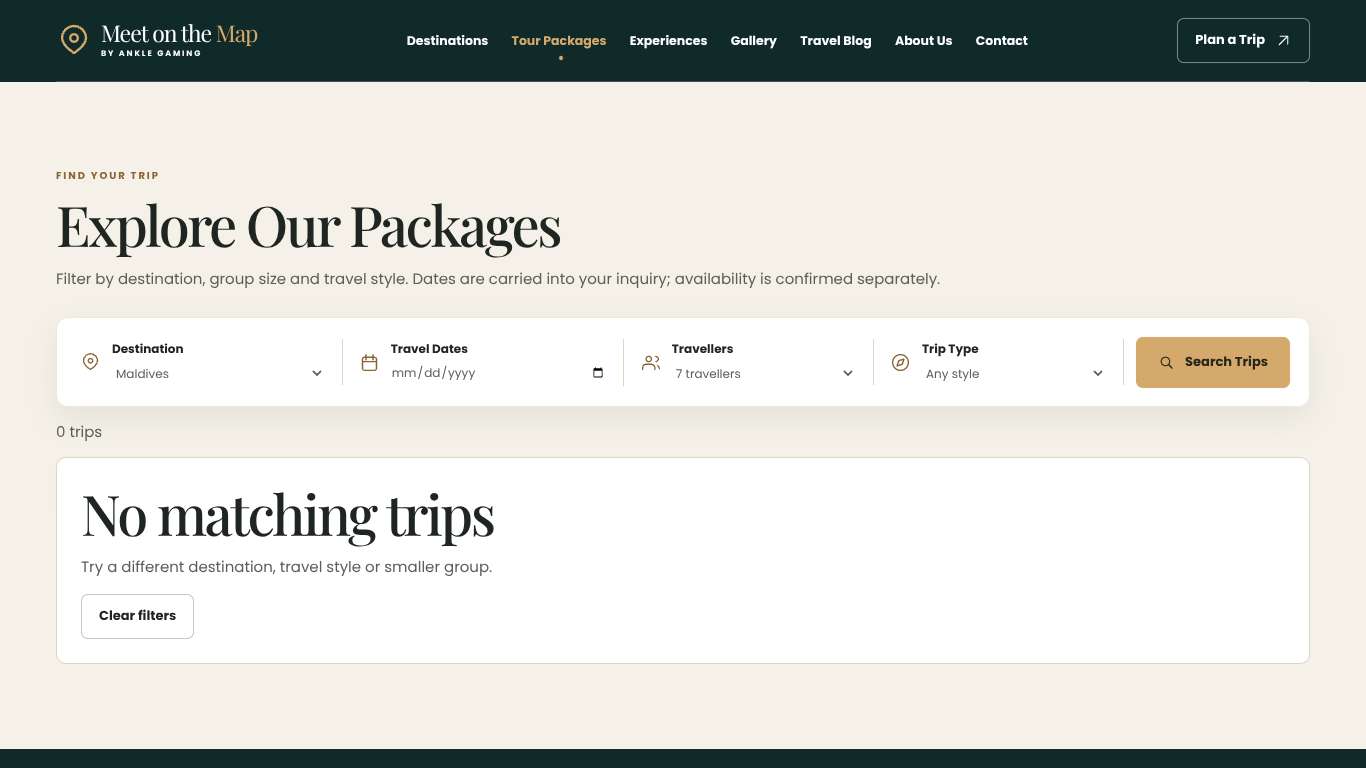 Meet on the Map
BY ANKLE GAMING
Destinations
Tour Packages
Experiences
Gallery
Travel Blog
About Us
Contact
Plan a Trip
FIND YOUR TRIP
Explore Our Packages
Filter by destination, group size and travel style. Dates are carried into your inquiry; availability is confirmed separately.
Destination
Maldives
Travel Dates
mm/dd/yyyy
Travellers
7 travellers
Trip Type
Any style
Search Trips
0 trips
No matching trips
Try a different destination, travel style or smaller group.
Clear filters